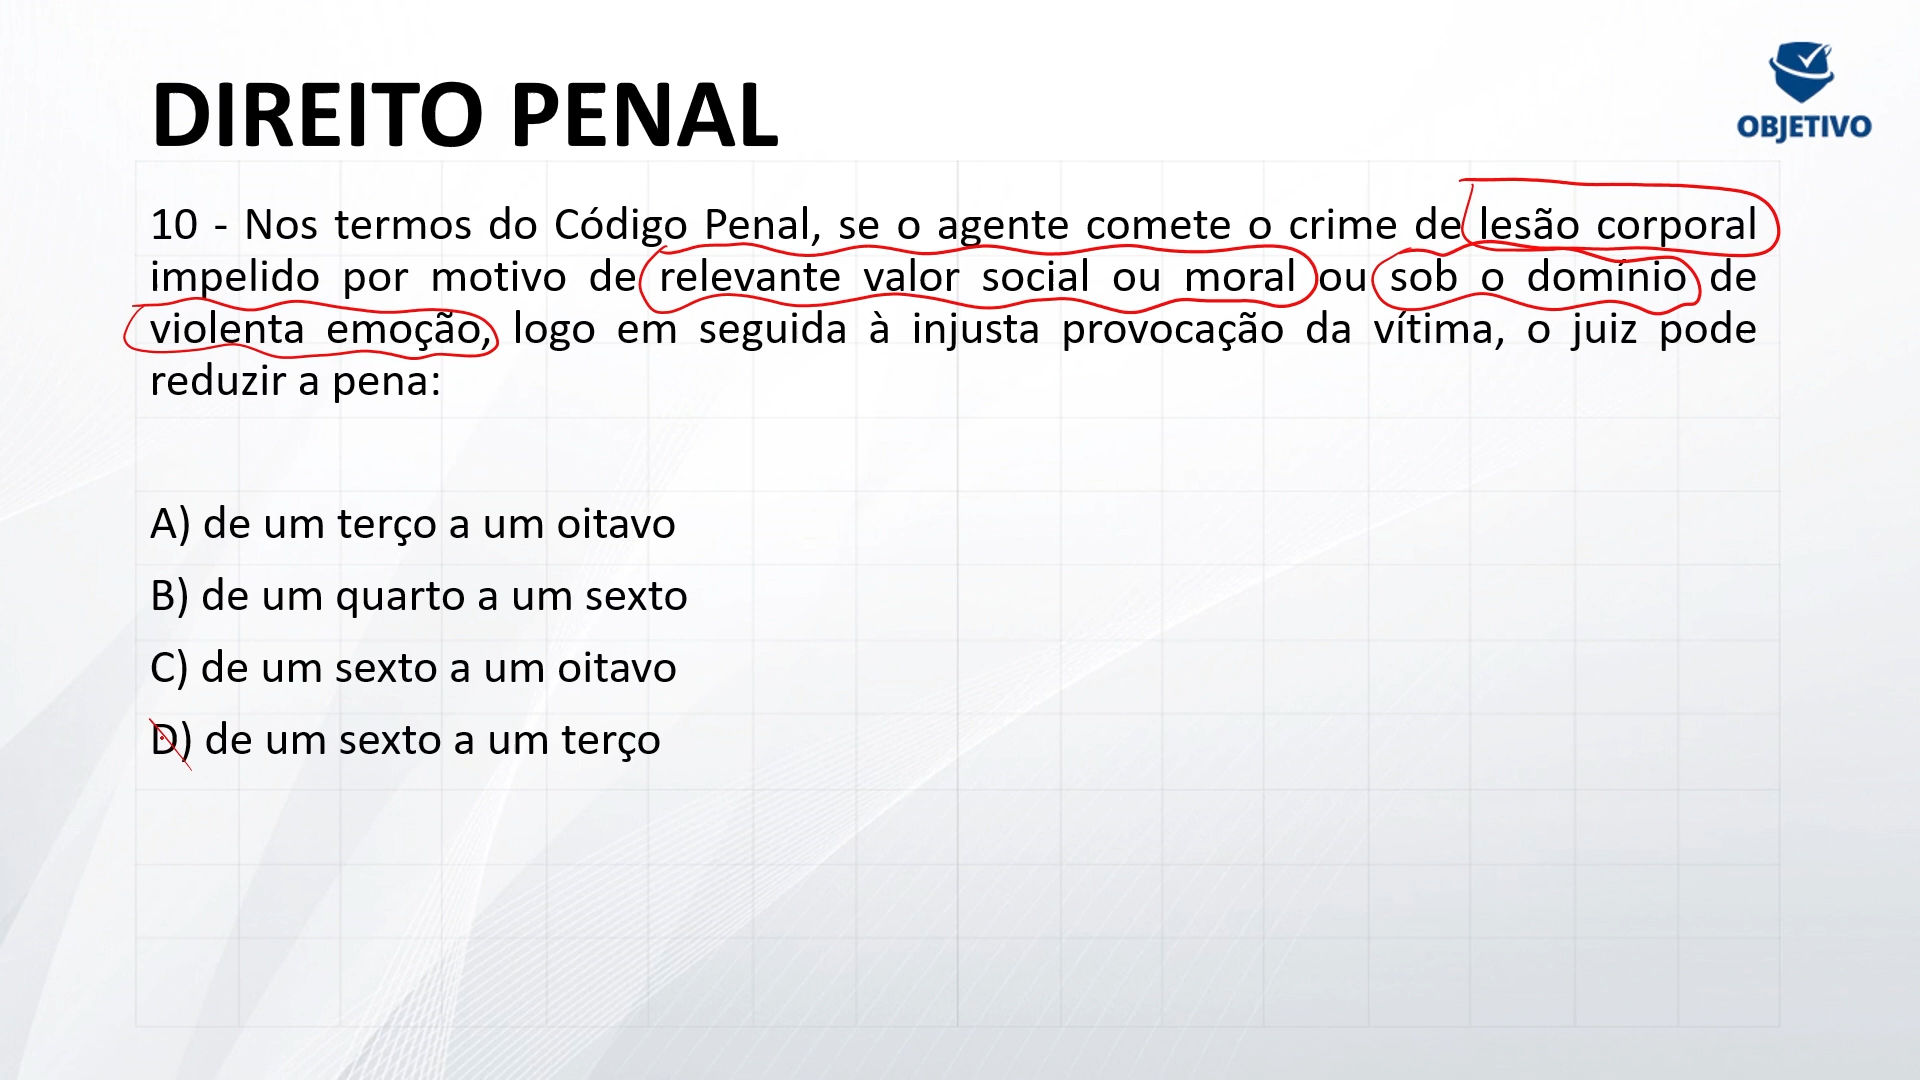 DIREITO PENAL
OBJETIVO
10 - Nos termos do Código Penal, se o agente comete o crime de lesão corporal
impelido por motivo de relevante valor social ou moral ou sob o domínio de
violenta emoção, logo em seguida à injusta provocação da vítima, o juiz pode
reduzir a pena:
A) de um terço a um oitavo
B) de um quarto a um sexto
C) de um sexto a um oitavo
D) de um sexto a um terço